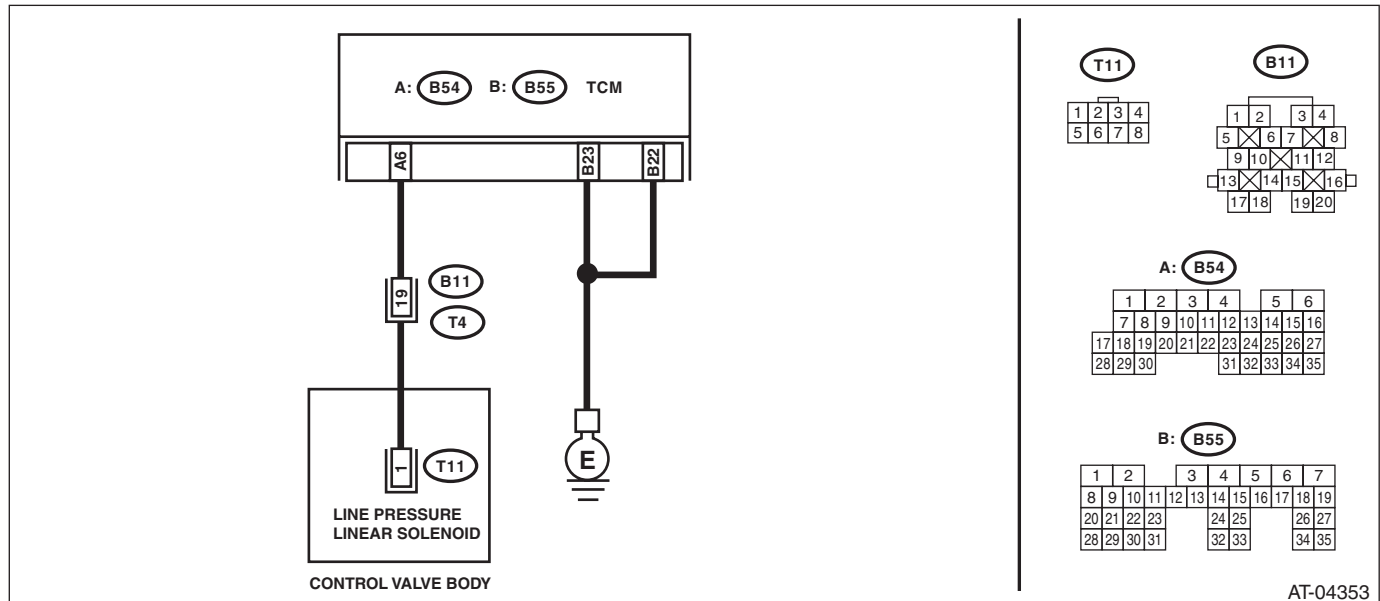 A: B54 B: B55 TCM
A6
B23
B22
19
B11
T4
1
T11
LINE PRESSURE
LINEAR SOLENOID
CONTROL VALVE BODY
E
T11
1 2 3 4
5 6 7 8
B11
1 2 3 4
5 6 7 8
9 10 11 12
13 14 15 16
17 18 19 20
A: B54
1 2 3 4 5 6
7 8 9 10 11 12 13 14 15 16
17 18 19 20 21 22 23 24 25 26 27
28 29 30 31 32 33 34 35
B: B55
1 2 3 4 5 6 7
8 9 10 11 12 13 14 15 16 17 18 19
20 21 22 23 24 25 26 27
28 29 30 31 32 33 34 35
AT-04353